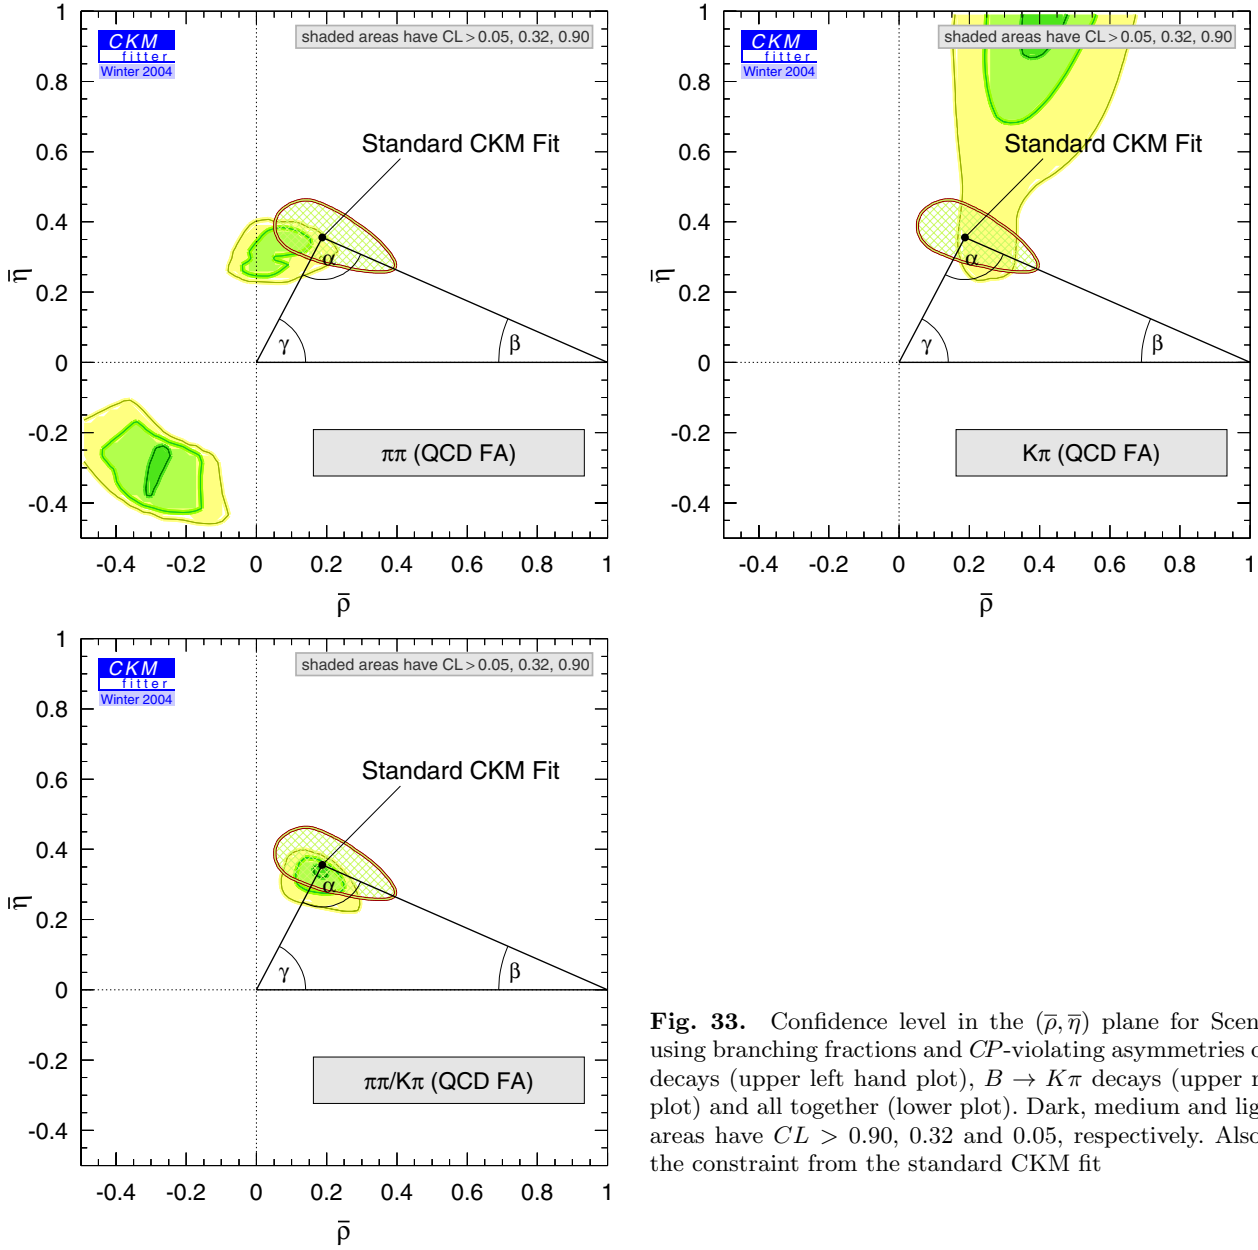 CKM
fitter
Winter 2004
shaded areas have CL > 0.05, 0.32, 0.90
Standard CKM Fit
α
γ
β
ππ (QCD FA)
1
0.8
0.6
0.4
0.2
0
-0.2
-0.4
η̅
-0.4 -0.2 0 0.2 0.4 0.6 0.8 1
ρ̅
CKM
fitter
Winter 2004
shaded areas have CL > 0.05, 0.32, 0.90
Standard CKM Fit
α
γ
β
Kπ (QCD FA)
1
0.8
0.6
0.4
0.2
0
-0.2
-0.4
η̅
-0.4 -0.2 0 0.2 0.4 0.6 0.8 1
ρ̅
CKM
fitter
Winter 2004
shaded areas have CL > 0.05, 0.32, 0.90
Standard CKM Fit
α
γ
β
ππ/Kπ (QCD FA)
1
0.8
0.6
0.4
0.2
0
-0.2
-0.4
η̅
-0.4 -0.2 0 0.2 0.4 0.6 0.8 1
ρ̅
Fig. 33. Confidence level in the (ρ̅, η̅) plane for Scen
using branching fractions and CP-violating asymmetries
decays (upper left hand plot), B → Kπ decays (upper
plot) and all together (lower plot). Dark, medium and lig
areas have CL > 0.90, 0.32 and 0.05, respectively. Also
the constraint from the standard CKM fit